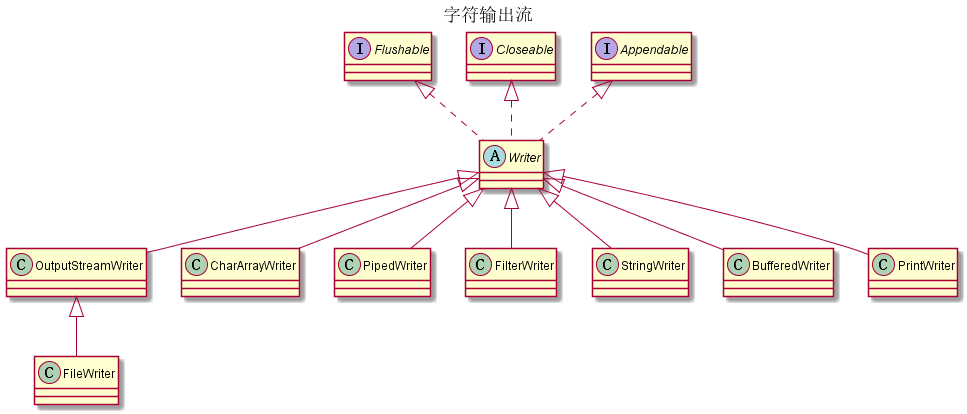 字符输出流
I Flushable
I Closeable
I Appendable
A Writer
C OutputStreamWriter
C CharArrayWriter
C PipedWriter
C FilterWriter
C StringWriter
C BufferedWriter
C PrintWriter
C FileWriter